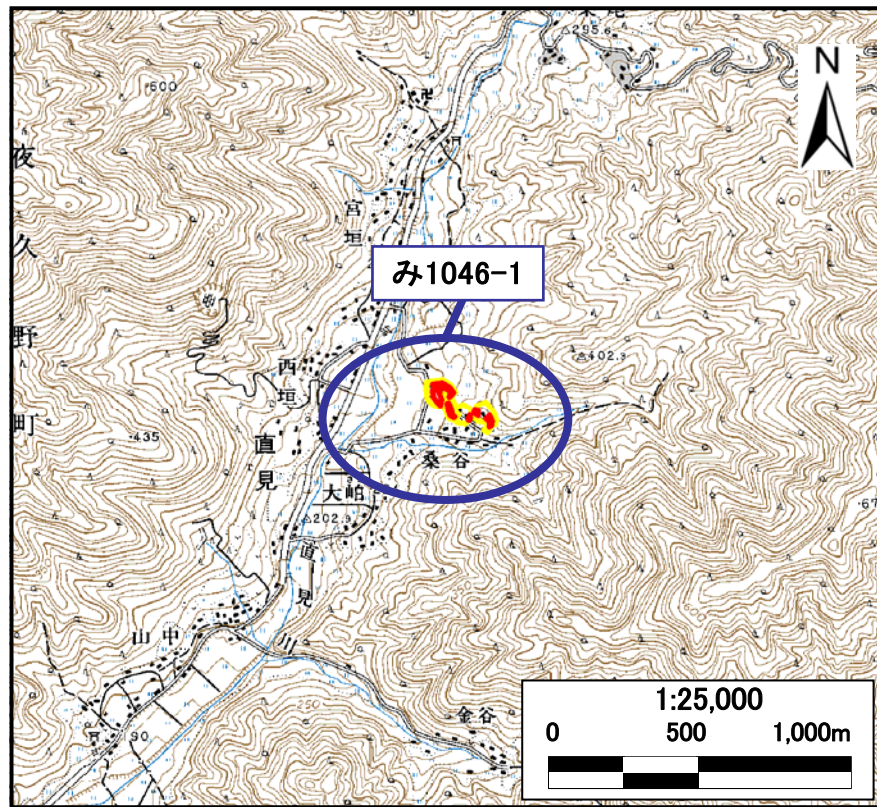 △295.6
・600
N
夜久野町
宮垣
み1046-1
西垣
△402.9
・435
直見
桑谷
大岶
△202.9
直見川
山中
250
金谷
90
1:25,000
0 500 1,000m